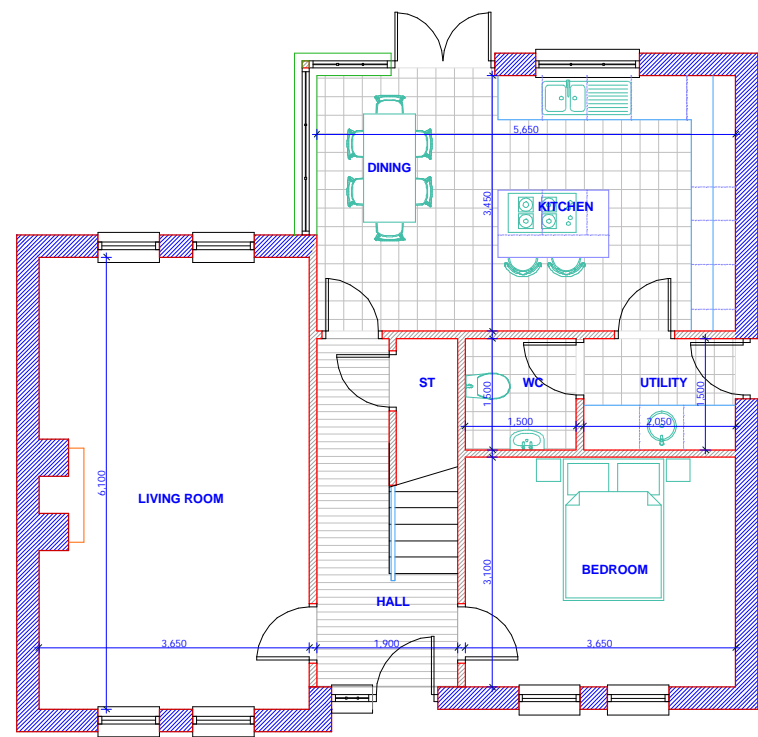 5,650
DINING
3,450
KITCHEN
ST
WC
UTILITY
1,500
1,500
1,500
2,050
6,100
LIVING ROOM
BEDROOM
3,100
HALL
3,650
1,900
3,650